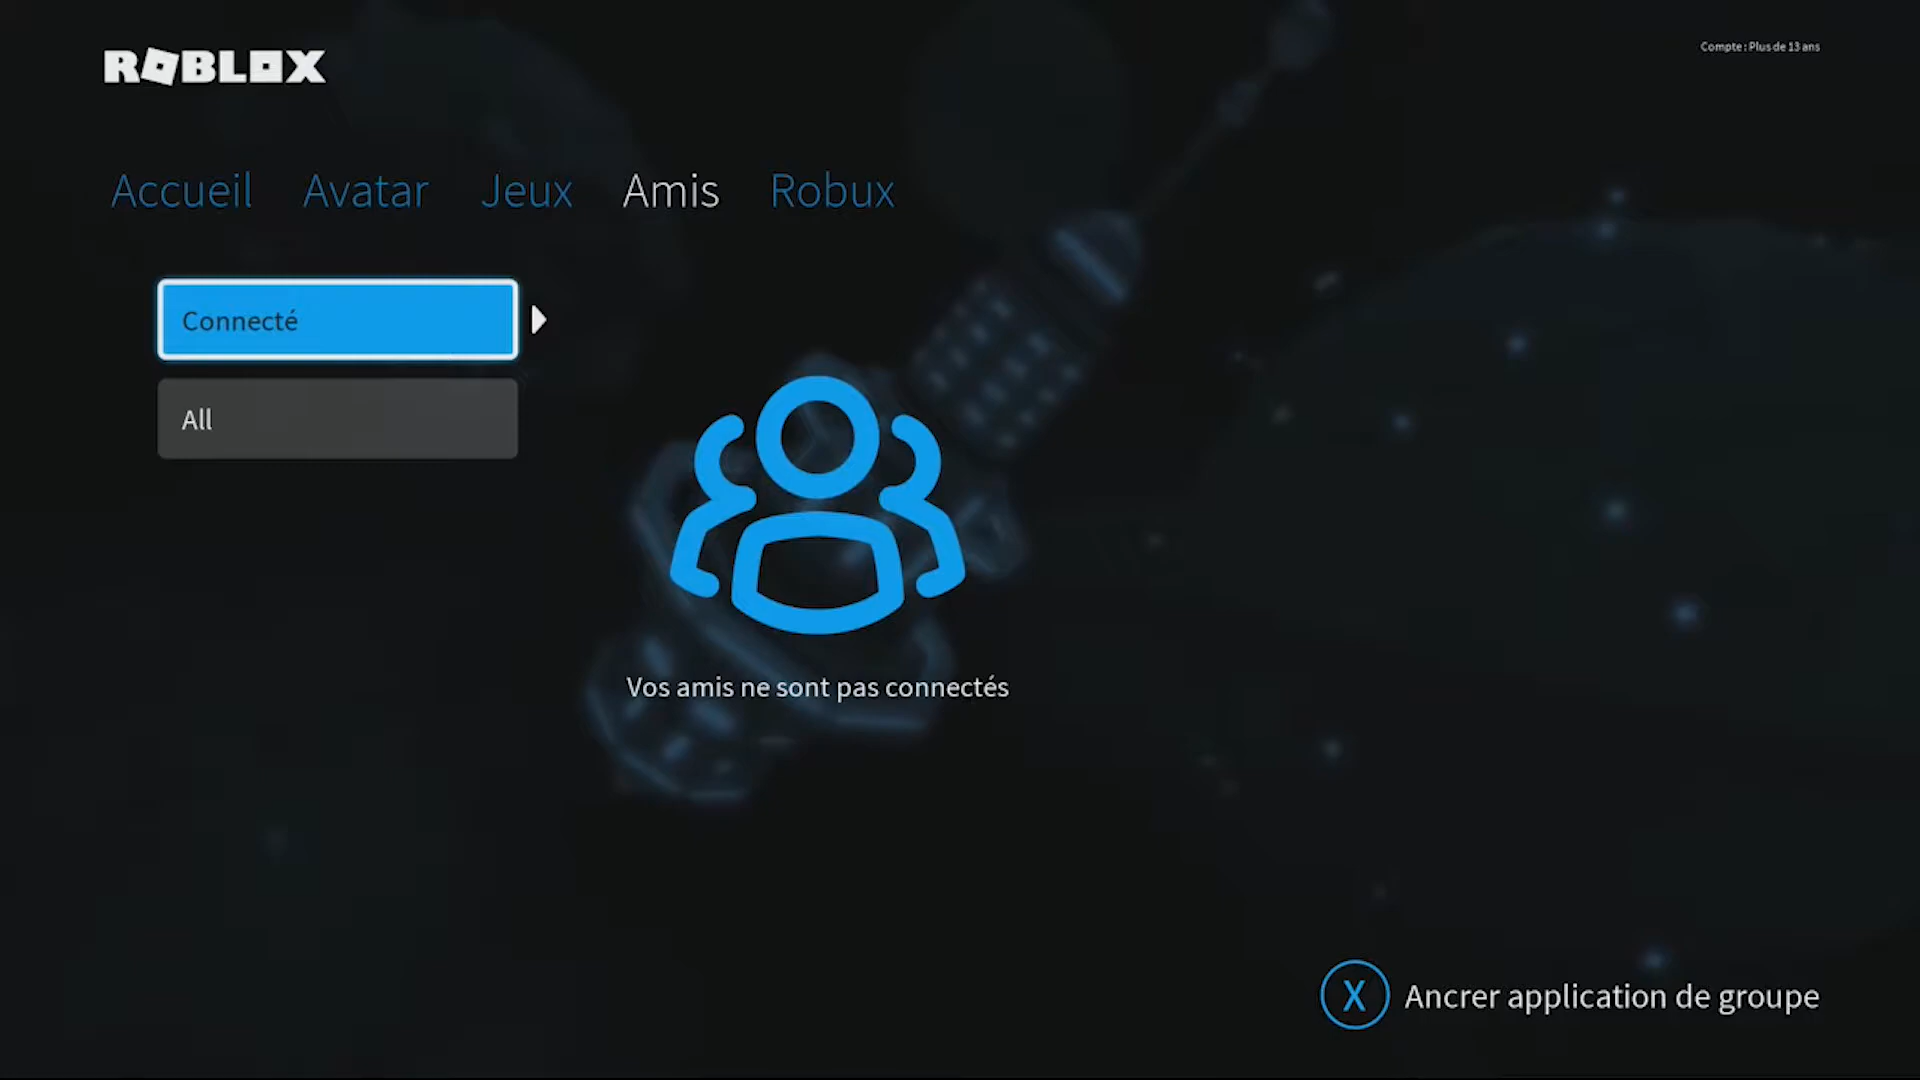 ROBLOX
Compte : Plus de 13 ans
Accueil Avatar Jeux Amis Robux
Connecté
All
Vos amis ne sont pas connectés
X Ancrer application de groupe